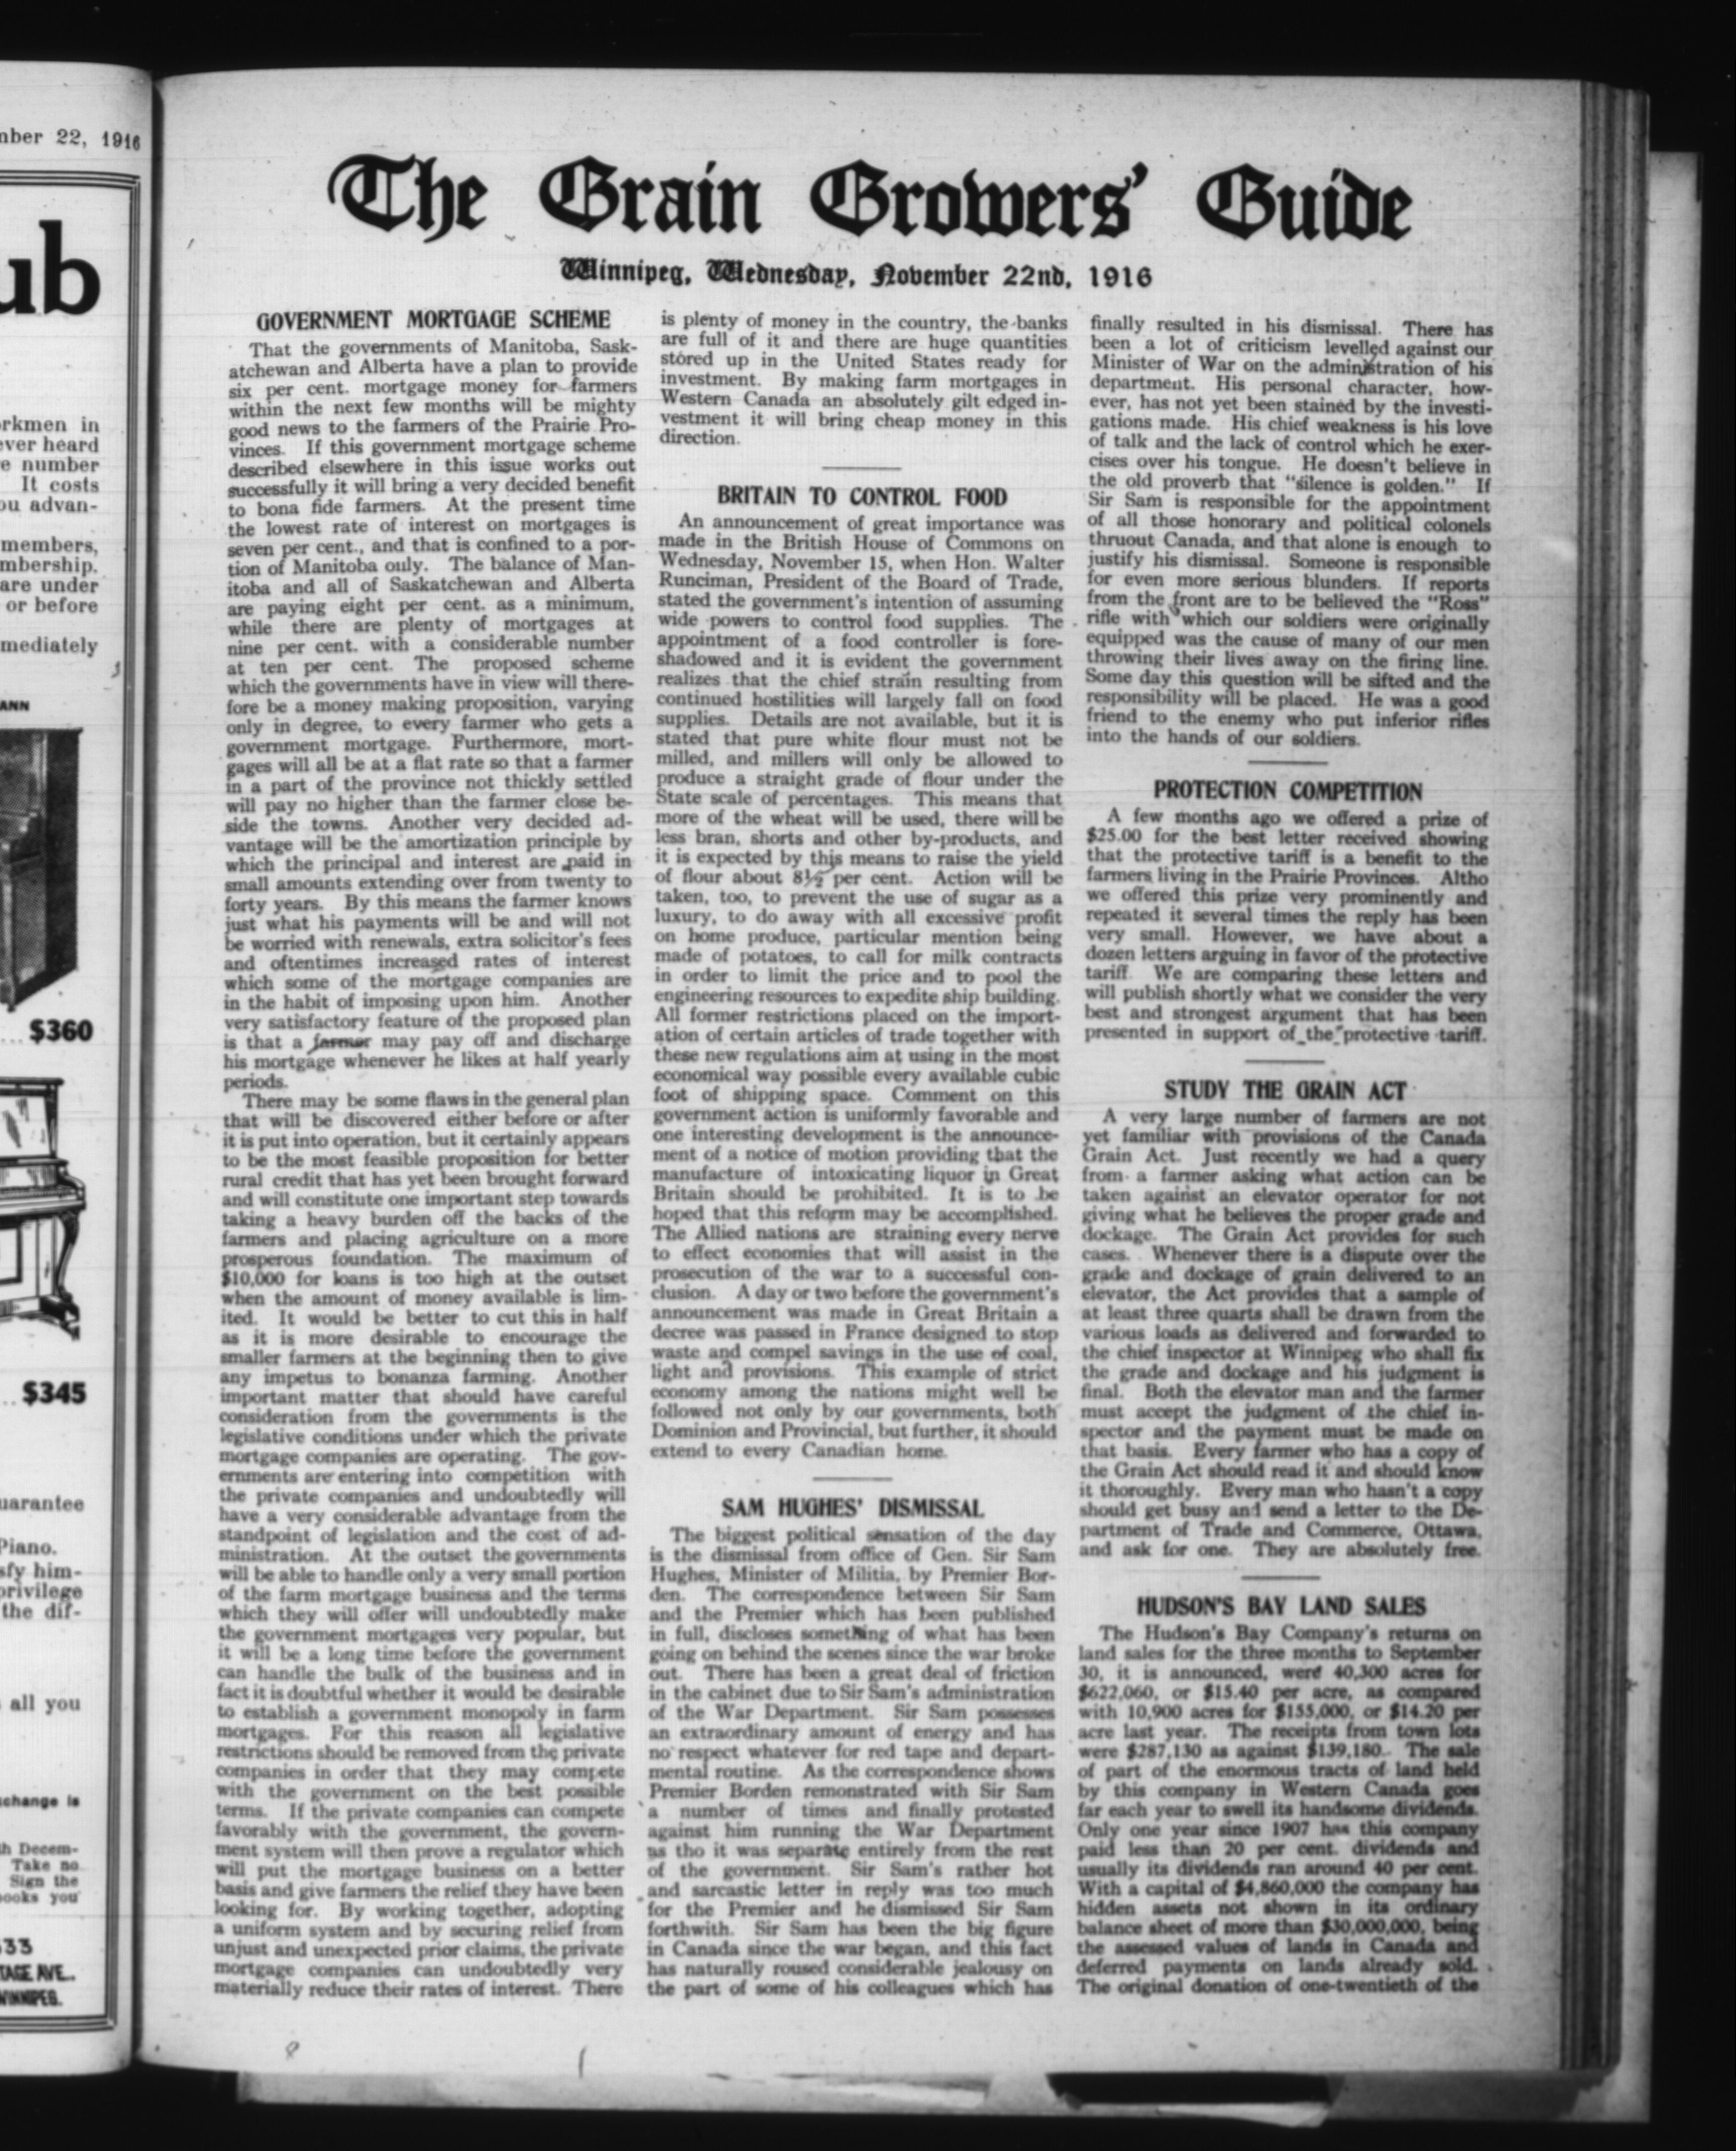 mber 22, 1916
ub
rkmen in
ever heard
e number
It costs
ou advan-
members,
mbership.
are under
or before
mediately
ANN
$360
$345
uarantee
Piano.
sfy him-
privilege
the dif-
all you
xchange is
h Decem-
Take no
Sign the
ooks you
33
TAGE AVE.
WINNIPEG.
The Grain Growers' Guide
Winnipeg, Wednesday, November 22nd, 1916
GOVERNMENT MORTGAGE SCHEME
That the governments of Manitoba, Sask-
atchewan and Alberta have a plan to provide
six per cent. mortgage money for farmers
within the next few months will be mighty
good news to the farmers of the Prairie Pro-
vinces. If this government mortgage scheme
described elsewhere in this issue works out
successfully it will bring a very decided benefit
to bona fide farmers. At the present time
the lowest rate of interest on mortgages is
seven per cent., and that is confined to a por-
tion of Manitoba only. The balance of Man-
itoba and all of Saskatchewan and Alberta
are paying eight per cent. as a minimum,
while there are plenty of mortgages at
nine per cent. with a considerable number
at ten per cent. The proposed scheme
which the governments have in view will there-
fore be a money making proposition, varying
only in degree, to every farmer who gets a
government mortgage. Furthermore, mort-
gages will all be at a flat rate so that a farmer
in a part of the province not thickly settled
will pay no higher than the farmer close be-
side the towns. Another very decided ad-
vantage will be the amortization principle by
which the principal and interest are paid in
small amounts extending over from twenty to
forty years. By this means the farmer knows
just what his payments will be and will not
be worried with renewals, extra solicitor's fees
and oftentimes increased rates of interest
which some of the mortgage companies are
in the habit of imposing upon him. Another
very satisfactory feature of the proposed plan
is that a farmer may pay off and discharge
his mortgage whenever he likes at half yearly
periods.
There may be some flaws in the general plan
that will be discovered either before or after
it is put into operation, but it certainly appears
to be the most feasible proposition for better
rural credit that has yet been brought forward
and will constitute one important step towards
taking a heavy burden off the backs of the
farmers and placing agriculture on a more
prosperous foundation. The maximum of
$10,000 for loans is too high at the outset
when the amount of money available is lim-
ited. It would be better to cut this in half
as it is more desirable to encourage the
smaller farmers at the beginning then to give
any impetus to bonanza farming. Another
important matter that should have careful
consideration from the governments is the
legislative conditions under which the private
mortgage companies are operating. The gov-
ernments are entering into competition with
the private companies and undoubtedly will
have a very considerable advantage from the
standpoint of legislation and the cost of ad-
ministration. At the outset the governments
will be able to handle only a very small portion
of the farm mortgage business and the terms
which they will offer will undoubtedly make
the government mortgages very popular, but
it will be a long time before the government
can handle the bulk of the business and in
fact it is doubtful whether it would be desirable
to establish a government monopoly in farm
mortgages. For this reason all legislative
restrictions should be removed from the private
companies in order that they may compete
with the government on the best possible
terms. If the private companies can compete
favorably with the government, the govern-
ment system will then prove a regulator which
will put the mortgage business on a better
basis and give farmers the relief they have been
looking for. By working together, adopting
a uniform system and by securing relief from
unjust and unexpected prior claims, the private
mortgage companies can undoubtedly very
materially reduce their rates of interest. There
is plenty of money in the country, the banks
are full of it and there are huge quantities
stored up in the United States ready for
investment. By making farm mortgages in
Western Canada an absolutely gilt edged in-
vestment it will bring cheap money in this
direction.
BRITAIN TO CONTROL FOOD
An announcement of great importance was
made in the British House of Commons on
Wednesday, November 15, when Hon. Walter
Runciman, President of the Board of Trade,
stated the government's intention of assuming
wide powers to control food supplies. The
appointment of a food controller is fore-
shadowed and it is evident the government
realizes that the chief strain resulting from
continued hostilities will largely fall on food
supplies. Details are not available, but it is
stated that pure white flour must not be
milled, and millers will only be allowed to
produce a straight grade of flour under the
State scale of percentages. This means that
more of the wheat will be used, there will be
less bran, shorts and other by-products, and
it is expected by this means to raise the yield
of flour about 8½ per cent. Action will be
taken, too, to prevent the use of sugar as a
luxury, to do away with all excessive profit
on home produce, particular mention being
made of potatoes, to call for milk contracts
in order to limit the price and to pool the
engineering resources to expedite ship building.
All former restrictions placed on the import-
ation of certain articles of trade together with
these new regulations aim at using in the most
economical way possible every available cubic
foot of shipping space. Comment on this
government action is uniformly favorable and
one interesting development is the announce-
ment of a notice of motion providing that the
manufacture of intoxicating liquor in Great
Britain should be prohibited. It is to be
hoped that this reform may be accomplished.
The Allied nations are straining every nerve
to effect economies that will assist in the
prosecution of the war to a successful con-
clusion. A day or two before the government's
announcement was made in Great Britain a
decree was passed in France designed to stop
waste and compel savings in the use of coal,
light and provisions. This example of strict
economy among the nations might well be
followed not only by our governments, both
Dominion and Provincial, but further, it should
extend to every Canadian home.
SAM HUGHES' DISMISSAL
The biggest political sensation of the day
is the dismissal from office of Gen. Sir Sam
Hughes, Minister of Militia, by Premier Bor-
den. The correspondence between Sir Sam
and the Premier which has been published
in full, discloses something of what has been
going on behind the scenes since the war broke
out. There has been a great deal of friction
in the cabinet due to Sir Sam's administration
of the War Department. Sir Sam possesses
an extraordinary amount of energy and has
no respect whatever for red tape and depart-
mental routine. As the correspondence shows
Premier Borden remonstrated with Sir Sam
a number of times and finally protested
against him running the War Department
as tho it was separate entirely from the rest
of the government. Sir Sam's rather hot
and sarcastic letter in reply was too much
for the Premier and he dismissed Sir Sam
forthwith. Sir Sam has been the big figure
in Canada since the war began, and this fact
has naturally roused considerable jealousy on
the part of some of his colleagues which has
finally resulted in his dismissal. There has
been a lot of criticism levelled against our
Minister of War on the administration of his
department. His personal character, how-
ever, has not yet been stained by the investi-
gations made. His chief weakness is his love
of talk and the lack of control which he exer-
cises over his tongue. He doesn't believe in
the old proverb that "silence is golden." If
Sir Sam is responsible for the appointment
of all those honorary and political colonels
thruout Canada, and that alone is enough to
justify his dismissal. Someone is responsible
for even more serious blunders. If reports
from the front are to be believed the "Ross"
rifle with which our soldiers were originally
equipped was the cause of many of our men
throwing their lives away on the firing line.
Some day this question will be sifted and the
responsibility will be placed. He was a good
friend to the enemy who put inferior rifles
into the hands of our soldiers.
PROTECTION COMPETITION
A few months ago we offered a prize of
$25.00 for the best letter received showing
that the protective tariff is a benefit to the
farmers living in the Prairie Provinces. Altho
we offered this prize very prominently and
repeated it several times the reply has been
very small. However, we have about a
dozen letters arguing in favor of the protective
tariff. We are comparing these letters and
will publish shortly what we consider the very
best and strongest argument that has been
presented in support of the protective tariff.
STUDY THE GRAIN ACT
A very large number of farmers are not
yet familiar with provisions of the Canada
Grain Act. Just recently we had a query
from a farmer asking what action can be
taken against an elevator operator for not
giving what he believes the proper grade and
dockage. The Grain Act provides for such
cases. Whenever there is a dispute over the
grade and dockage of grain delivered to an
elevator, the Act provides that a sample of
at least three quarts shall be drawn from the
various loads as delivered and forwarded to
the chief inspector at Winnipeg who shall fix
the grade and dockage and his judgment is
final. Both the elevator man and the farmer
must accept the judgment of the chief in-
spector and the payment must be made on
that basis. Every farmer who has a copy of
the Grain Act should read it and should know
it thoroughly. Every man who hasn't a copy
should get busy and send a letter to the De-
partment of Trade and Commerce, Ottawa,
and ask for one. They are absolutely free.
HUDSON'S BAY LAND SALES
The Hudson's Bay Company's returns on
land sales for the three months to September
30, it is announced, were 40,300 acres for
$622,060, or $15.40 per acre, as compared
with 10,900 acres for $155,000, or $14.20 per
acre last year. The receipts from town lots
were $287,130 as against $139,180. The sale
of part of the enormous tracts of land held
by this company in Western Canada goes
far each year to swell its handsome dividends.
Only one year since 1907 has this company
paid less than 20 per cent. dividends and
usually its dividends ran around 40 per cent.
With a capital of $4,860,000 the company has
hidden assets not shown in its ordinary
balance sheet of more than $30,000,000, being
the assessed values of lands in Canada and
deferred payments on lands already sold.
The original donation of one-twentieth of the